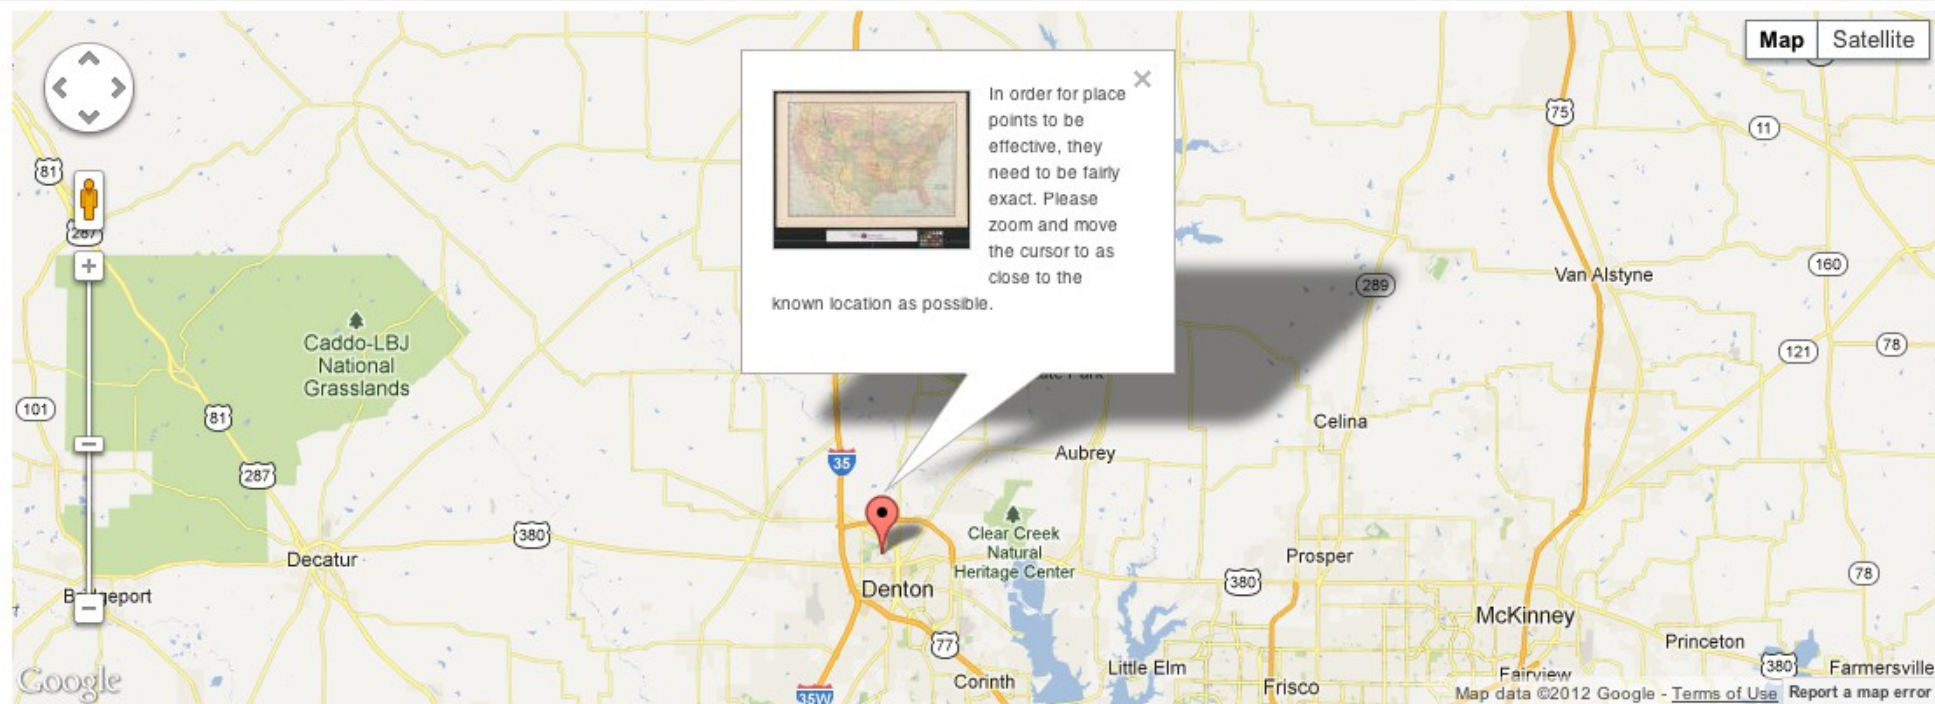 Map
Satellite
75
11
81
287
In order for place
points to be
effective, they
need to be fairly
exact. Please
zoom and move
the cursor to as
close to the
known location as possible.
Van Alstyne
160
289
Caddo-LBJ
National
Grasslands
121
78
101
81
Celina
287
35
Aubrey
380
Clear Creek
Natural
Heritage Center
Decatur
Prosper
380
78
Denton
McKinney
77
Princeton
Little Elm
380
Farmersville
Corinth
Frisco
Fairview
35W
Google
Map data ©2012 Google - Terms of Use
Report a map error